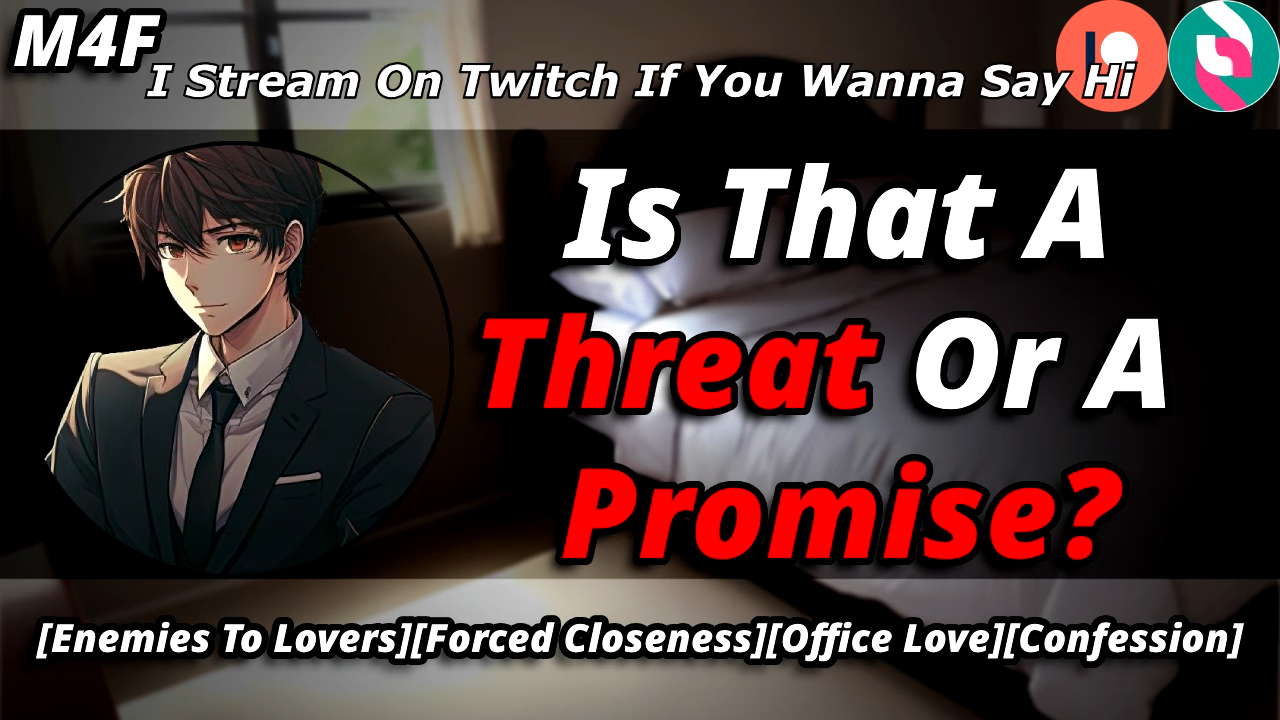 M4F
I Stream On Twitch If You Wanna Say Hi
Is That A
Threat Or A
Promise?
[Enemies To Lovers][Forced Closeness][Office Love][Confession]